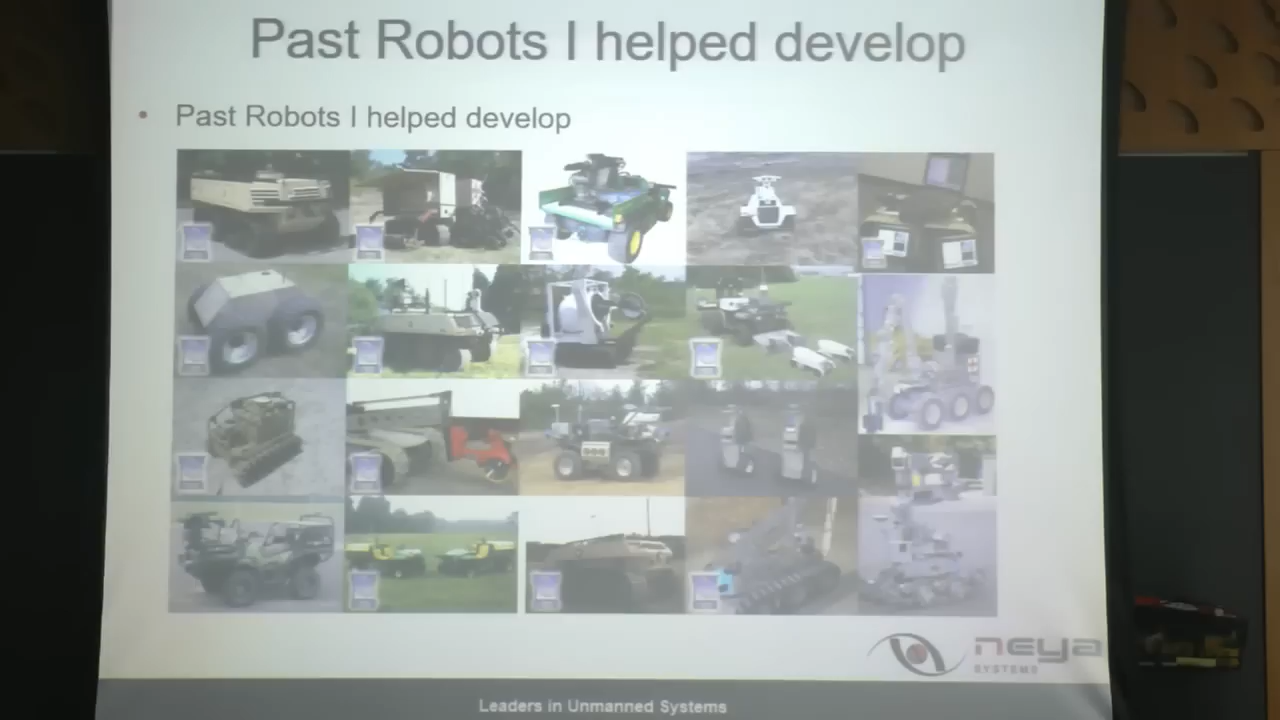 Past Robots I helped develop
• Past Robots I helped develop
neya
SYSTEMS
Leaders in Unmanned Systems